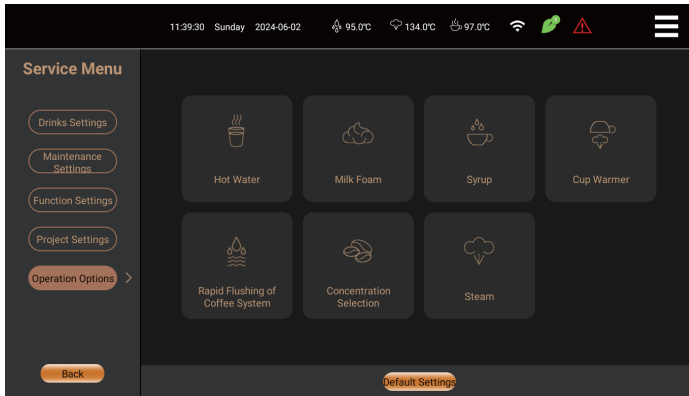 11:39:30 Sunday 2024-06-02 95.0℃ 134.0℃ 97.0℃ 1
Service Menu
Drinks Settings
Maintenance
Settings
Function Settings
Project Settings
Operation Options >
Back
Hot Water
Milk Foam
Syrup
Cup Warmer
Rapid Flushing of
Coffee System
Concentration
Selection
Steam
Default Settings